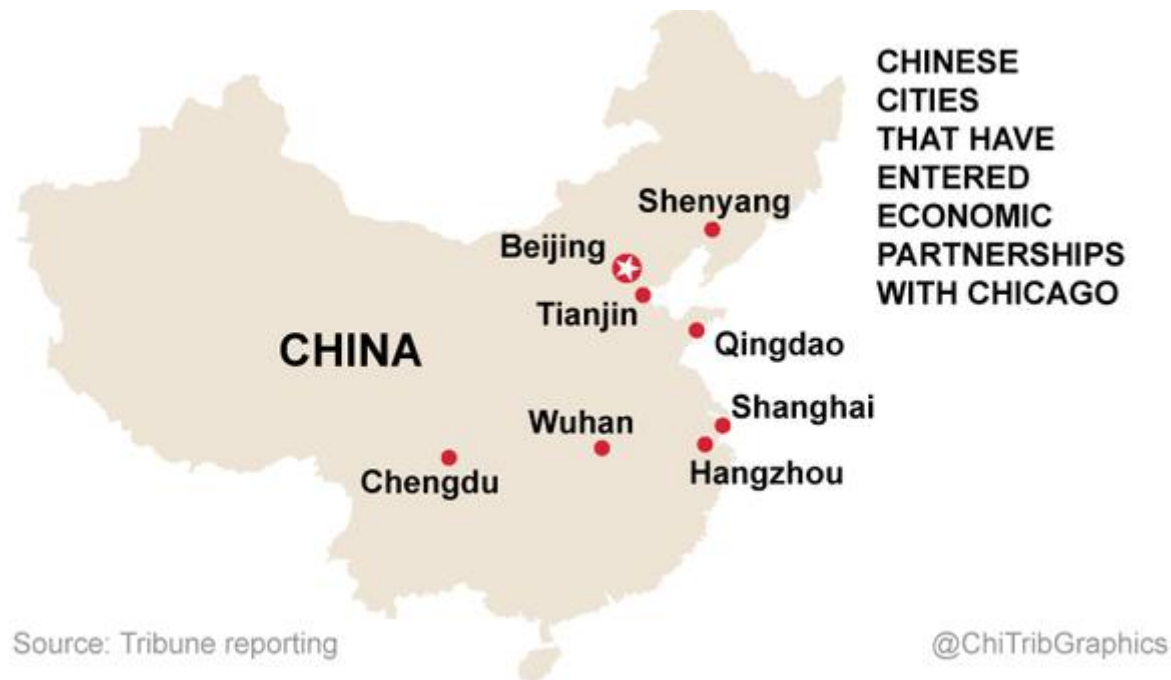 CHINESE
CITIES
THAT HAVE
ENTERED
ECONOMIC
PARTNERSHIPS
WITH CHICAGO
Shenyang
Beijing
Tianjin
Qingdao
CHINA
Shanghai
Wuhan
Hangzhou
Chengdu
Source: Tribune reporting
@ChiTribGraphics